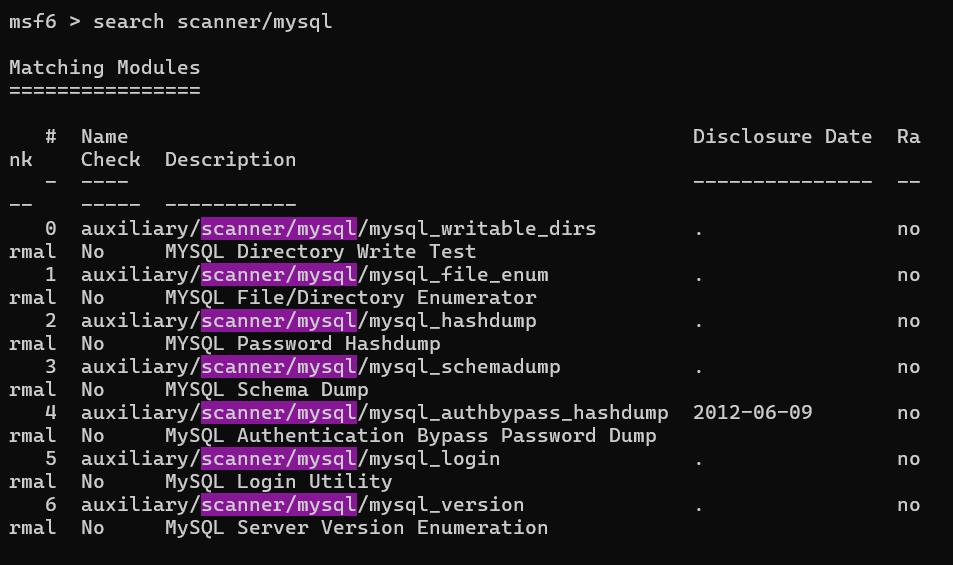 msf6 > search scanner/mysql
Matching Modules
================
   #  Name                                               Disclosure Date  Ra
nk    Check  Description
   -  ----                                               ---------------  --
--    -----  -----------
   0  auxiliary/scanner/mysql/mysql_writable_dirs        .                no
rmal  No     MYSQL Directory Write Test
   1  auxiliary/scanner/mysql/mysql_file_enum            .                no
rmal  No     MYSQL File/Directory Enumerator
   2  auxiliary/scanner/mysql/mysql_hashdump             .                no
rmal  No     MYSQL Password Hashdump
   3  auxiliary/scanner/mysql/mysql_schemadump           .                no
rmal  No     MYSQL Schema Dump
   4  auxiliary/scanner/mysql/mysql_authbypass_hashdump  2012-06-09       no
rmal  No     MySQL Authentication Bypass Password Dump
   5  auxiliary/scanner/mysql/mysql_login                .                no
rmal  No     MySQL Login Utility
   6  auxiliary/scanner/mysql/mysql_version              .                no
rmal  No     MySQL Server Version Enumeration